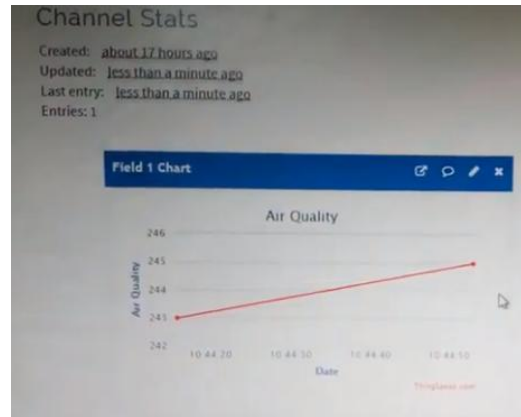 Channel Stats
Created: about 17 hours ago
Updated: less than a minute ago
Last entry: less than a minute ago
Entries: 1
Field 1 Chart
Air Quality
246
245
244
243
242
Air Quality
10:44:20 10:44:30 10:44:40 10:44:50
Date
ThingSpeak.com